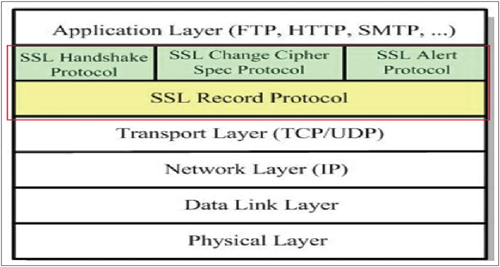 Application Layer (FTP, HTTP, SMTP, ...)
SSL Handshake
Protocol
SSL Change Cipher
Spec Protocol
SSL Alert
Protocol
SSL Record Protocol
Transport Layer (TCP/UDP)
Network Layer (IP)
Data Link Layer
Physical Layer